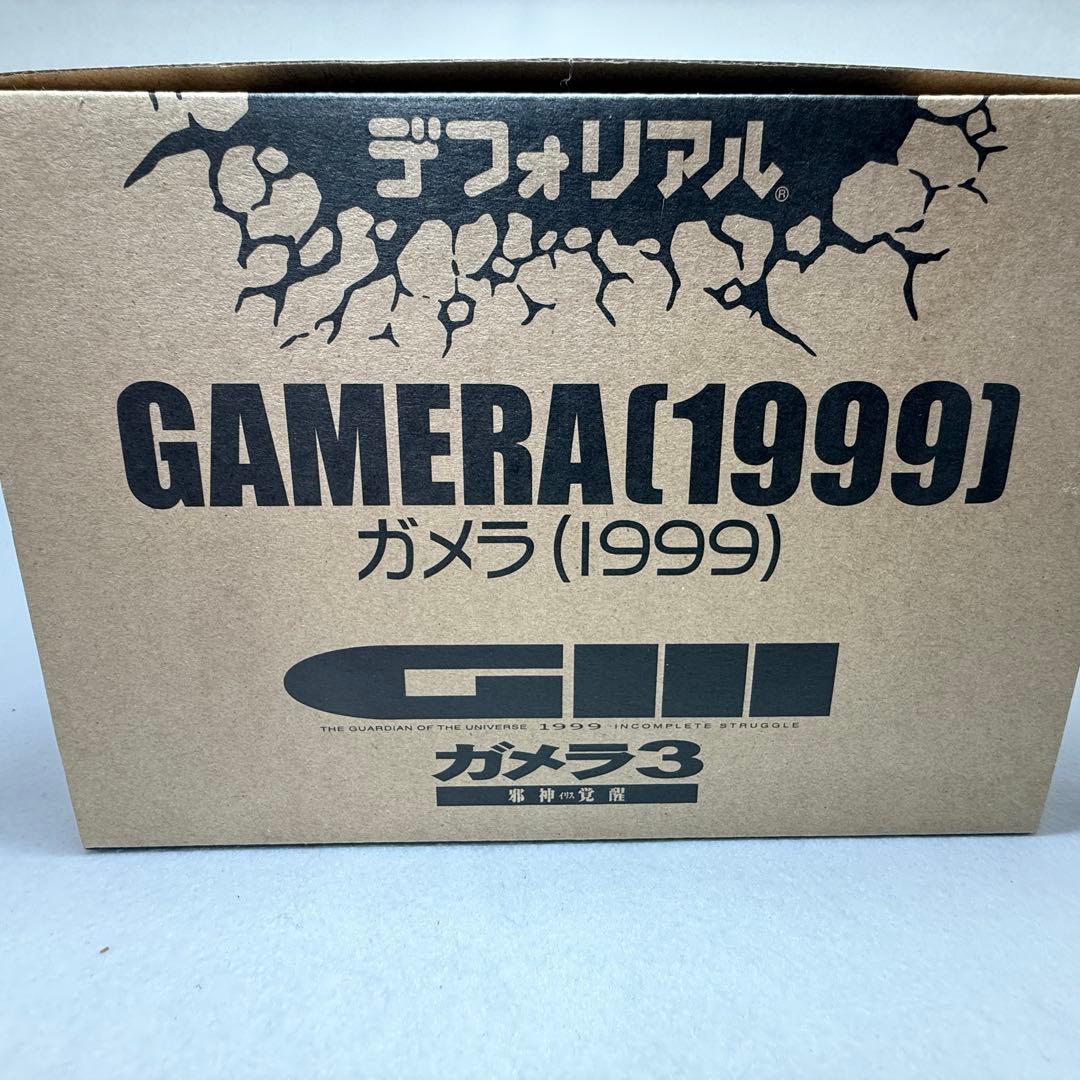 デフォリアル®
GAMERA(1999)
ガメラ(1999)
GIII
THE GUARDIAN OF THE UNIVERSE 1999 INCOMPLETE STRUGGLE
ガメラ3
邪神イリス覚醒